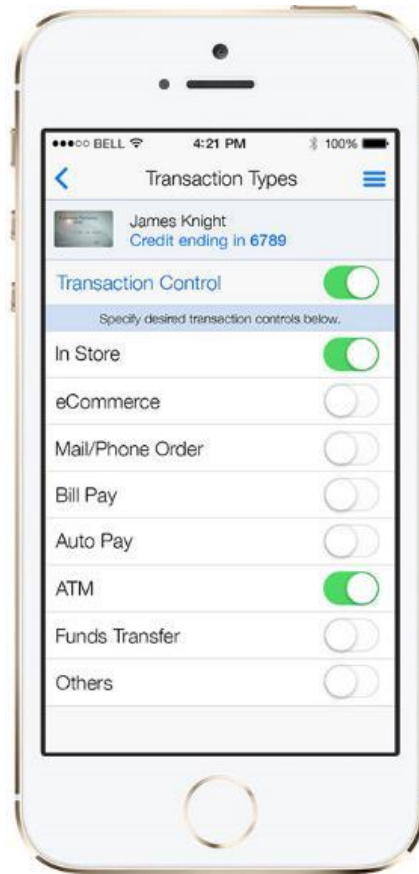 ●●●○○ BELL 4:21 PM 100%
Transaction Types
James Knight
Credit ending in 6789
Transaction Control
Specify desired transaction controls below.
In Store
eCommerce
Mail/Phone Order
Bill Pay
Auto Pay
ATM
Funds Transfer
Others